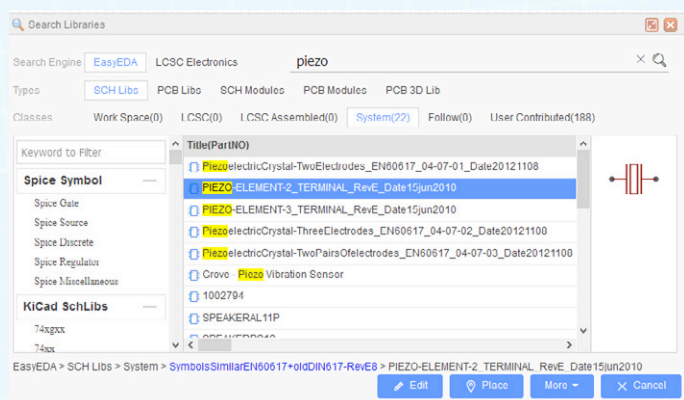 Search Libraries
Search Engine EasyEDA LCSC Electronics piezo
Types SCH Libs PCB Libs SCH Modules PCB Modules PCB 3D Lib
Classes Work Space(0) LCSC(0) LCSC Assembled(0) System(22) Follow(0) User Contributed(188)
Keyword to Filter
Spice Symbol
Spice Gate
Spice Source
Spice Discrete
Spice Regulator
Spice Miscellaneous
KiCad SchLibs
74xgxx
74xx
Title(PartNO)
PiezoelectricCrystal-TwoElectrodes_EN60617_04-07-01_Date20121108
PIEZO-ELEMENT-2_TERMINAL_RevE_Date15jun2010
PIEZO-ELEMENT-3_TERMINAL_RevE_Date15jun2010
PiezoelectricCrystal-ThreeElectrodes_EN60617_04-07-02_Date20121108
PiezoelectricCrystal-TwoPairsOfelectrodes_EN60617_04-07-03_Date20121108
Grove - Piezo Vibration Sensor
1002794
SPEAKERAL11P
EasyEDA > SCH Libs > System > SymbolsSimilarEN60617+oldDIN617-RevE8 > PIEZO-ELEMENT-2_TERMINAL_RevE_Date15jun2010
Edit Place More Cancel